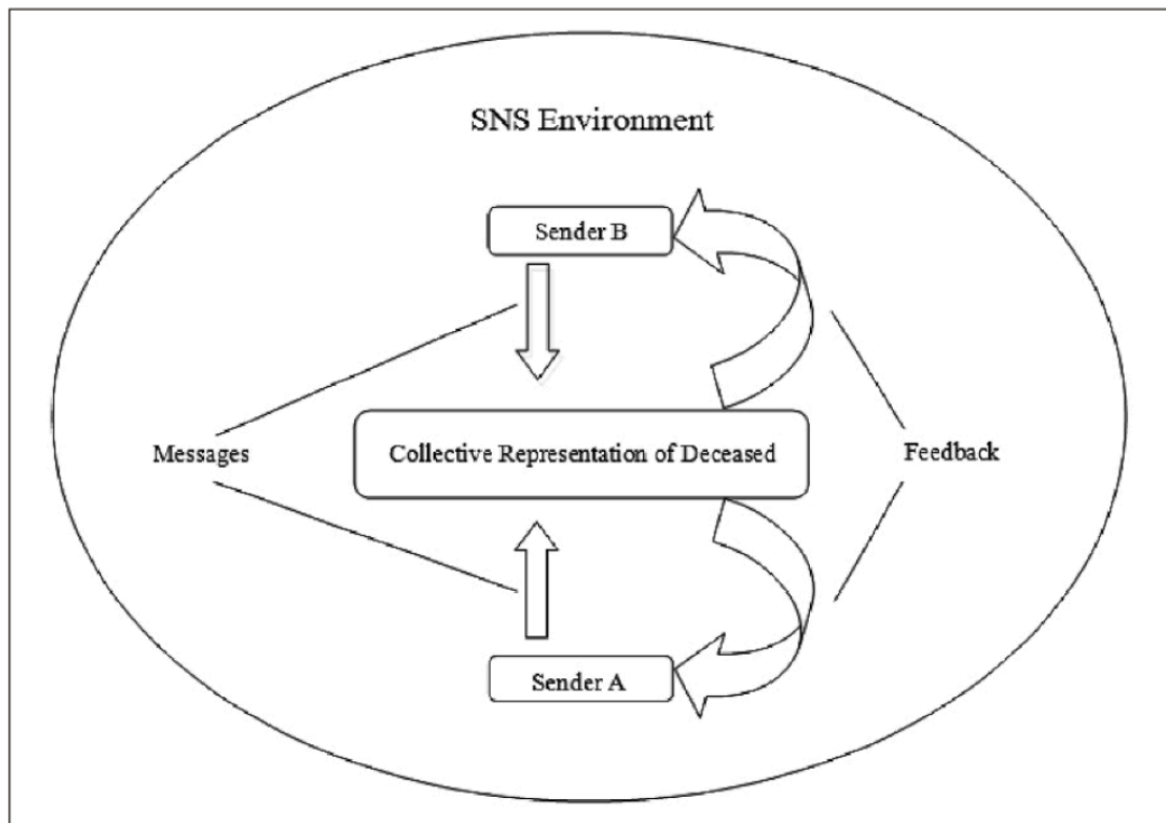 SNS Environment
Sender B
Messages
Collective Representation of Deceased
Feedback
Sender A